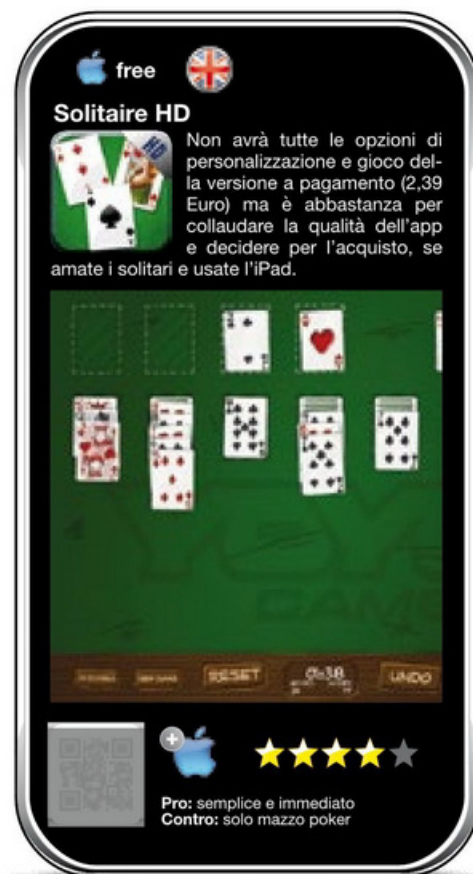 free
Solitaire HD
HD
Non avrà tutte le opzioni di
personalizzazione e gioco del-
la versione a pagamento (2,39
Euro) ma è abbastanza per
collaudare la qualità dell'app
e decidere per l'acquisto, se
amate i solitari e usate l'iPad.
RESET
UNDO
Pro: semplice e immediato
Contro: solo mazzo poker